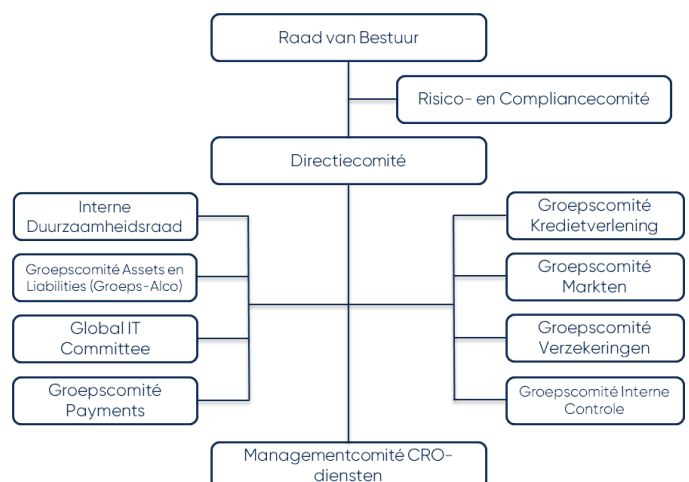 Raad van Bestuur
Risico- en Compliancecomité
Directiecomité
Interne
Duurzaamheidsraad
Groepscomité Assets en
Liabilities (Groeps-Alco)
Global IT
Committee
Groepscomité
Payments
Groepscomité
Kredietverlening
Groepscomité
Markten
Groepscomité
Verzekeringen
Groepscomité Interne
Controle
Managementcomité CRO-
diensten